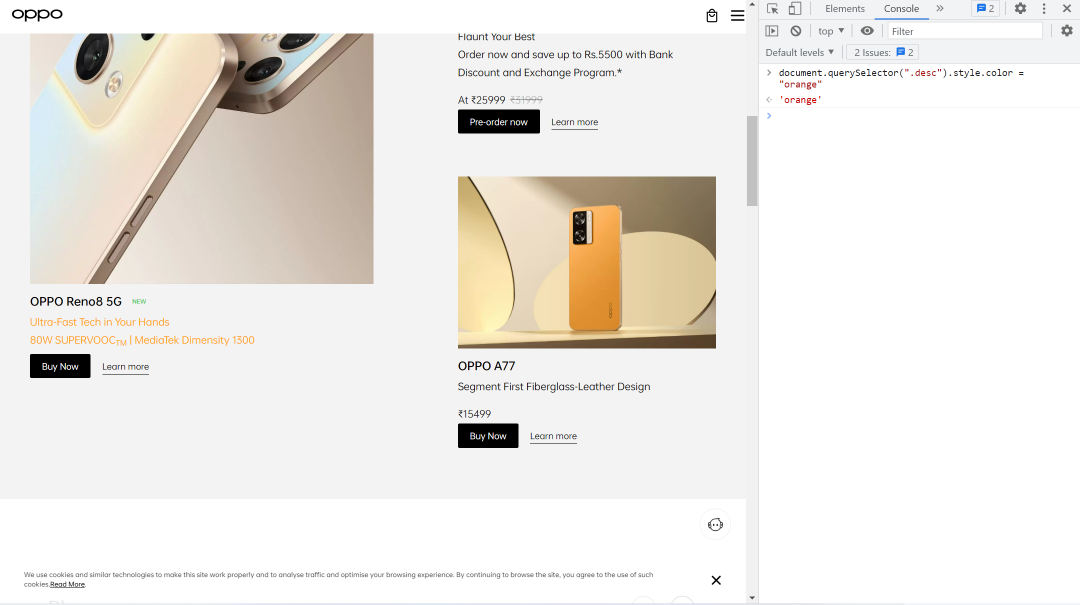 oppo
Flaunt Your Best
Order now and save up to Rs.5500 with Bank
Discount and Exchange Program.*
At ₹25999 ₹31999
Pre-order now Learn more
OPPO
OPPO Reno8 5G NEW
Ultra-Fast Tech in Your Hands
80W SUPERVOOCTM | MediaTek Dimensity 1300
Buy Now Learn more
OPPO A77
Segment First Fiberglass-Leather Design
₹15499
Buy Now Learn more
We use cookies and similar technologies to make this site work properly and to analyse traffic and optimise your browsing experience. By continuing to browse the site, you agree to the use of such
cookies.Read More.
Elements Console » 2
top Filter
Default levels 2 Issues: 2
document.querySelector(".desc").style.color =
"orange"
'orange'